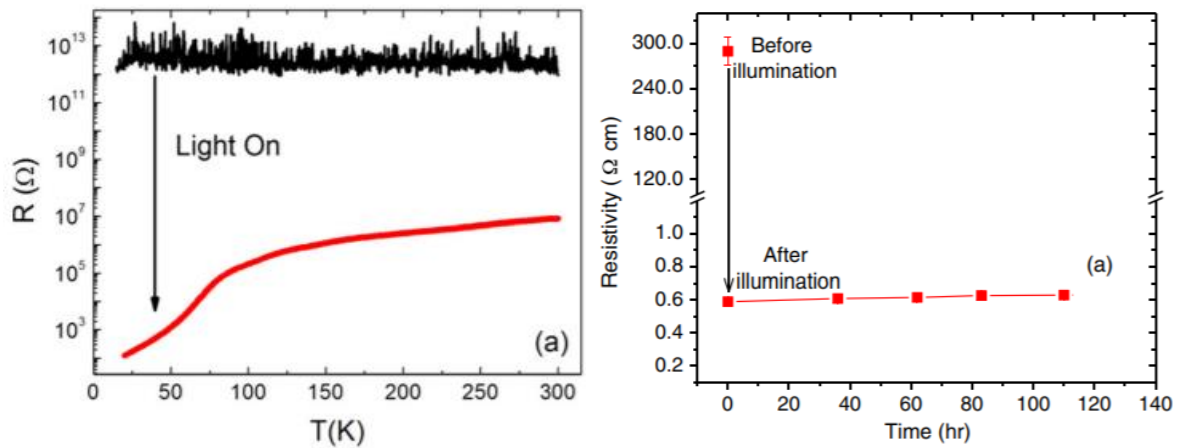 10^13
10^11
10^9
10^7
10^5
10^3
R (Ω)
Light On
(a)
0 50 100 150 200 250 300
T(K)
300.0
240.0
180.0
120.0
1.0
0.8
0.6
0.4
0.2
Resistivity ( Ω cm)
Before
illumination
After
illumination
(a)
0 20 40 60 80 100 120 140
Time (hr)